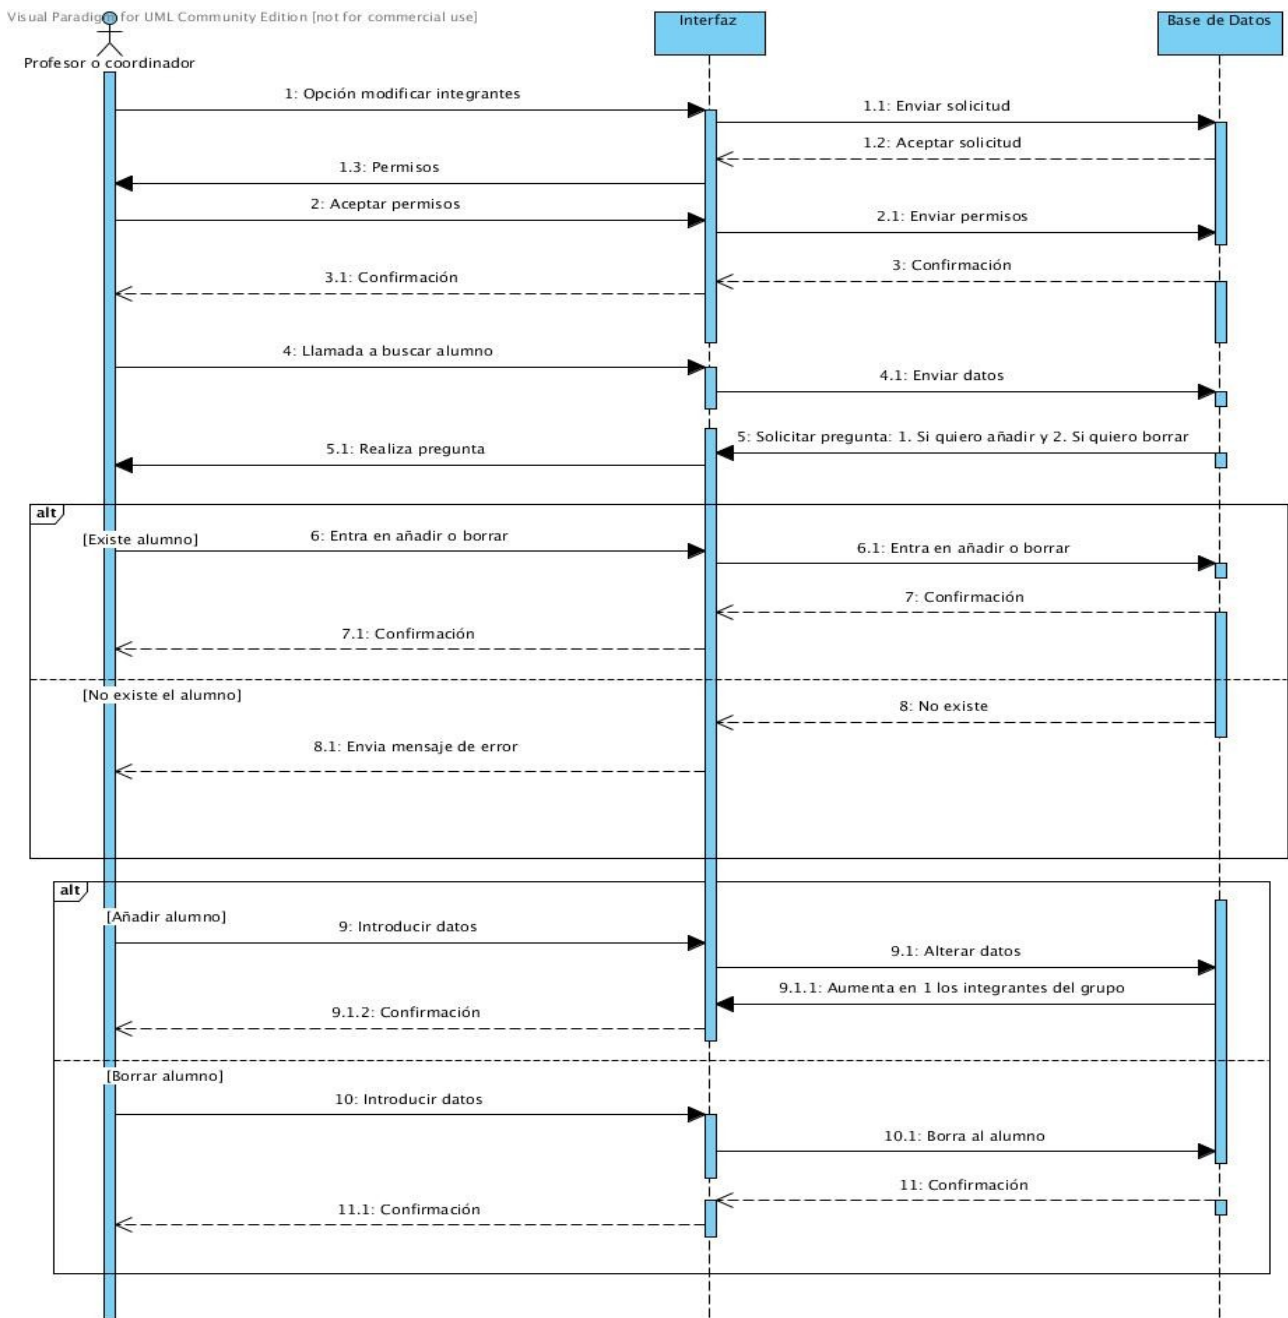 Visual Paradigm for UML Community Edition [not for commercial use]
Interfaz
Base de Datos
Profesor o coordinador
1: Opción modificar integrantes
1.1: Enviar solicitud
1.2: Aceptar solicitud
1.3: Permisos
2: Aceptar permisos
2.1: Enviar permisos
3: Confirmación
3.1: Confirmación
4: Llamada a buscar alumno
4.1: Enviar datos
5: Solicitar pregunta: 1. Si quiero añadir y 2. Si quiero borrar
5.1: Realiza pregunta
alt
[Existe alumno]
6: Entra en añadir o borrar
6.1: Entra en añadir o borrar
7: Confirmación
7.1: Confirmación
[No existe el alumno]
8: No existe
8.1: Envia mensaje de error
alt
[Añadir alumno]
9: Introducir datos
9.1: Alterar datos
9.1.1: Aumenta en 1 los integrantes del grupo
9.1.2: Confirmación
[Borrar alumno]
10: Introducir datos
10.1: Borra al alumno
11: Confirmación
11.1: Confirmación